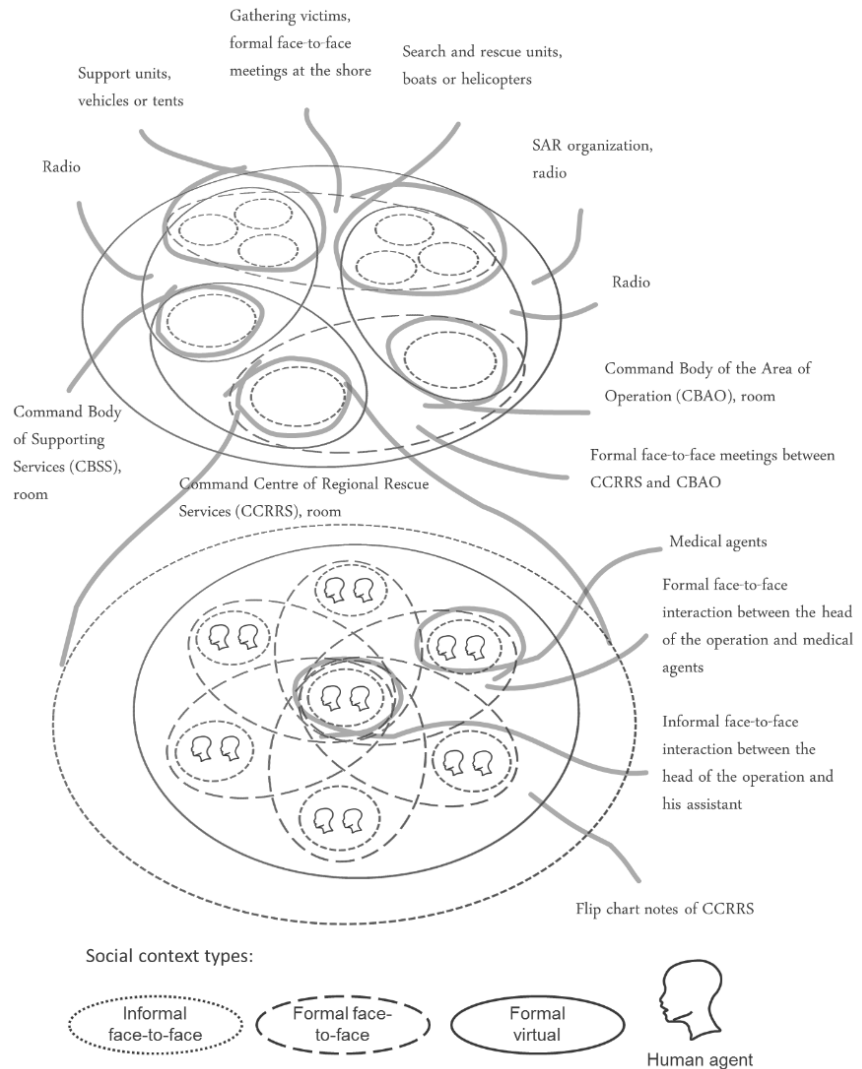 Gathering victims,
formal face-to-face
meetings at the shore
Search and rescue units,
boats or helicopters
Support units,
vehicles or tents
SAR organization,
radio
Radio
Radio
Command Body of the Area of
Operation (CBAO), room
Command Body
of Supporting
Services (CBSS),
room
Formal face-to-face meetings between
CCRRS and CBAO
Command Centre of Regional Rescue
Services (CCRRS), room
Medical agents
Formal face-to-face
interaction between the head
of the operation and medical
agents
Informal face-to-face
interaction between the
head of the operation and
his assistant
Flip chart notes of CCRRS
Social context types:
Informal
face-to-face
Formal face-
to-face
Formal
virtual
Human agent